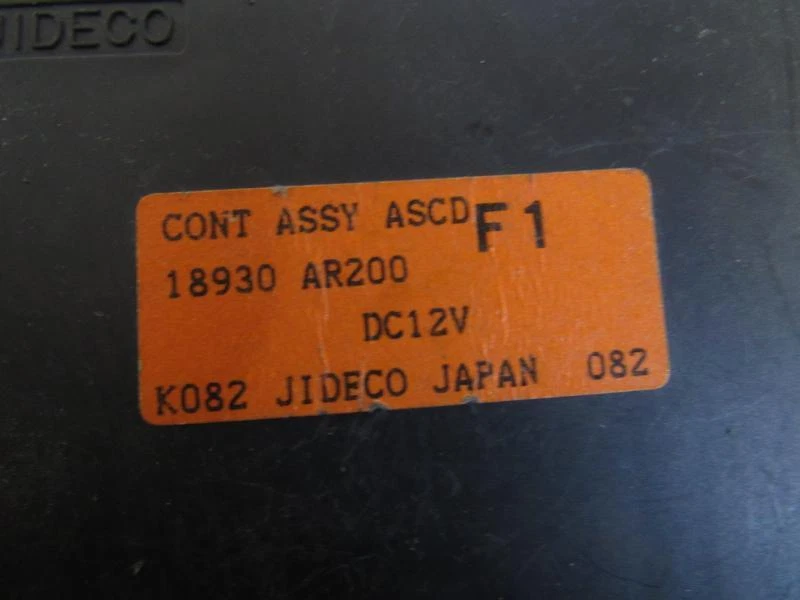 JIDECO
CONT ASSY ASCD F1
18930 AR200
DC12V
K082 JIDECO JAPAN 082